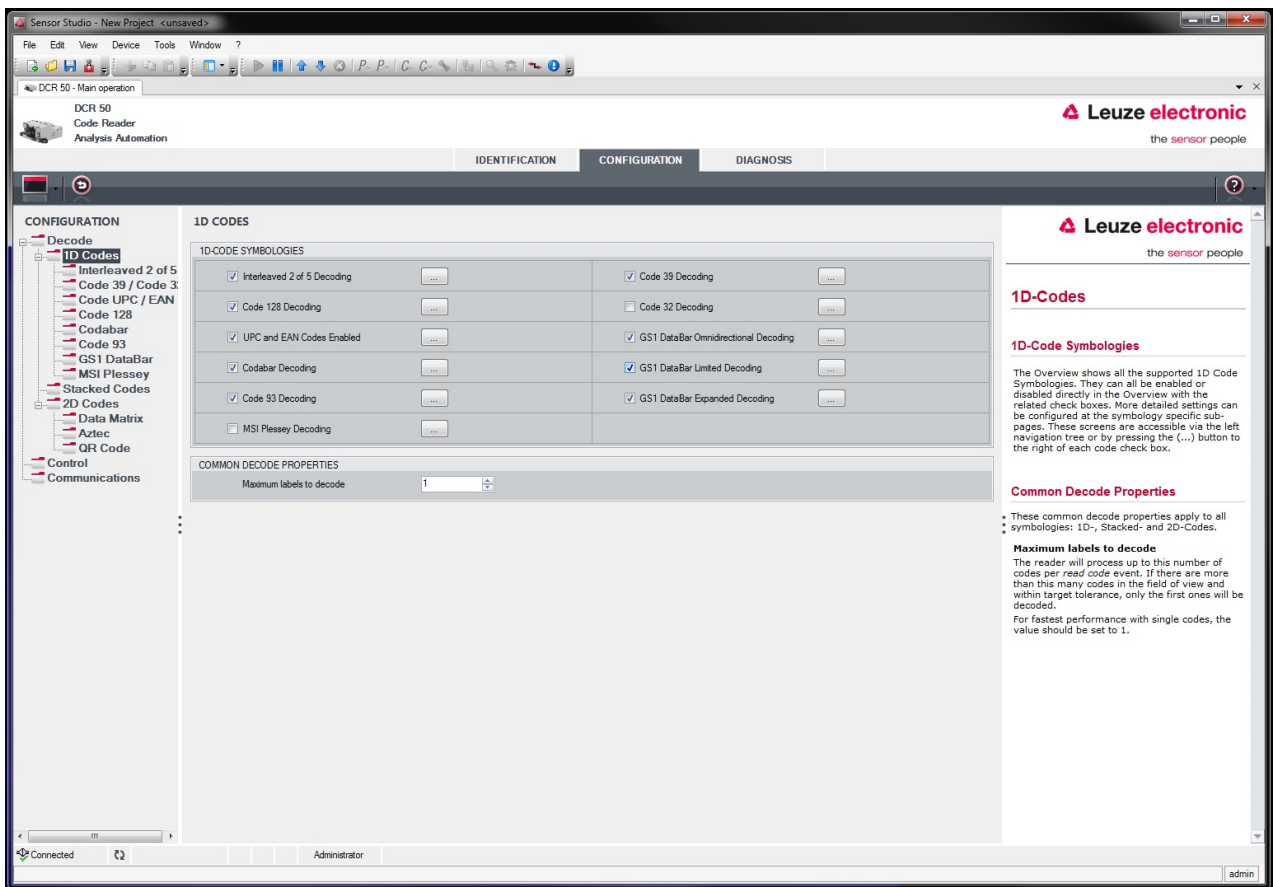 Sensor Studio - New Project <unsaved>
File Edit View Device Tools Window ?
DCR 50 - Main operation
DCR 50
Code Reader
Analysis Automation
Leuze electronic
the sensor people
IDENTIFICATION CONFIGURATION DIAGNOSIS
CONFIGURATION
Decode
1D Codes
Interleaved 2 of 5
Code 39 / Code 3
Code UPC / EAN
Code 128
Codabar
Code 93
GS1 DataBar
MSI Plessey
Stacked Codes
2D Codes
Data Matrix
Aztec
QR Code
Control
Communications
1D CODES
1D-CODE SYMBOLOGIES
Interleaved 2 of 5 Decoding ... Code 39 Decoding ...
Code 128 Decoding ... Code 32 Decoding ...
UPC and EAN Codes Enabled ... GS1 DataBar Omnidirectional Decoding ...
Codabar Decoding ... GS1 DataBar Limited Decoding ...
Code 93 Decoding ... GS1 DataBar Expanded Decoding ...
MSI Plessey Decoding ...
COMMON DECODE PROPERTIES
Maximum labels to decode 1
Leuze electronic
the sensor people
1D-Codes
1D-Code Symbologies
The Overview shows all the supported 1D Code
Symbologies. They can all be enabled or
disabled directly in the Overview with the
related check boxes. More detailed settings can
be configured at the symbology specific sub-
pages. These screens are accessible via the left
navigation tree or by pressing the (...) button to
the right of each code check box.
Common Decode Properties
These common decode properties apply to all
symbologies: 1D-, Stacked- and 2D-Codes.
Maximum labels to decode
The reader will process up to this number of
codes per read code event. If there are more
than this many codes in the field of view and
within target tolerance, only the first ones will be
decoded.
For fastest performance with single codes, the
value should be set to 1.
Connected Administrator
admin